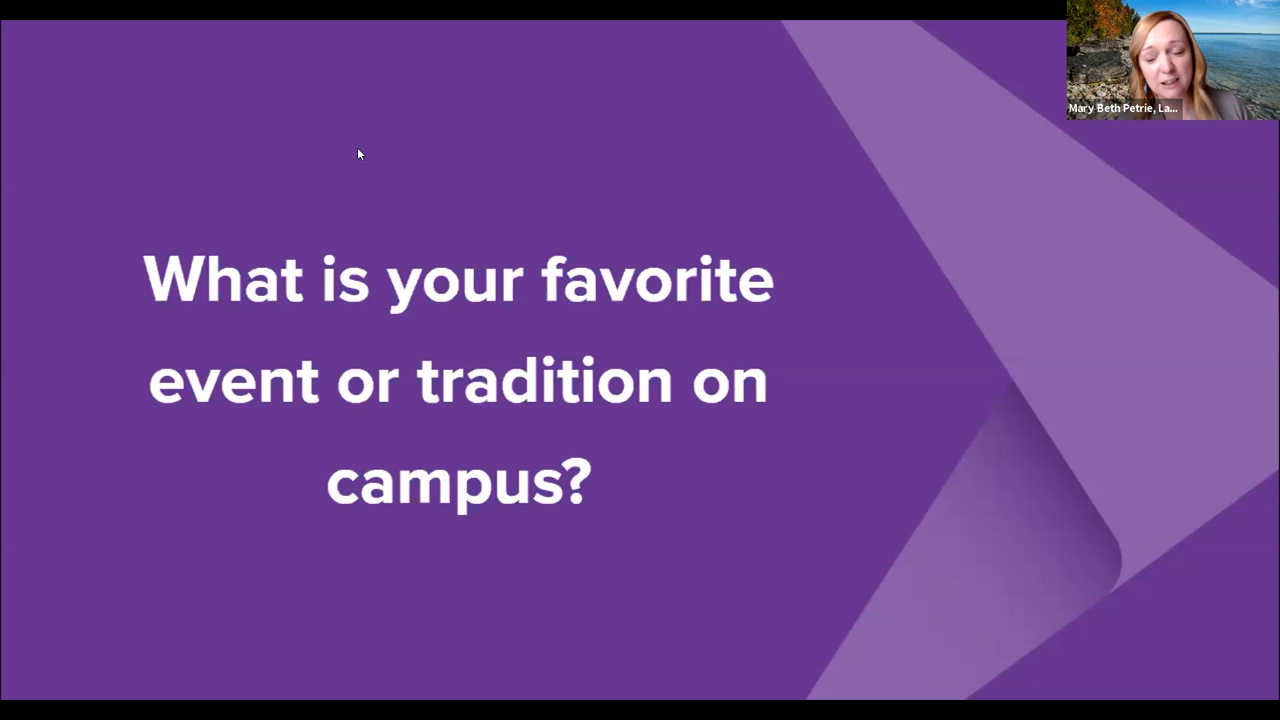 Mary Beth Petrie, La...
What is your favorite
event or tradition on
campus?